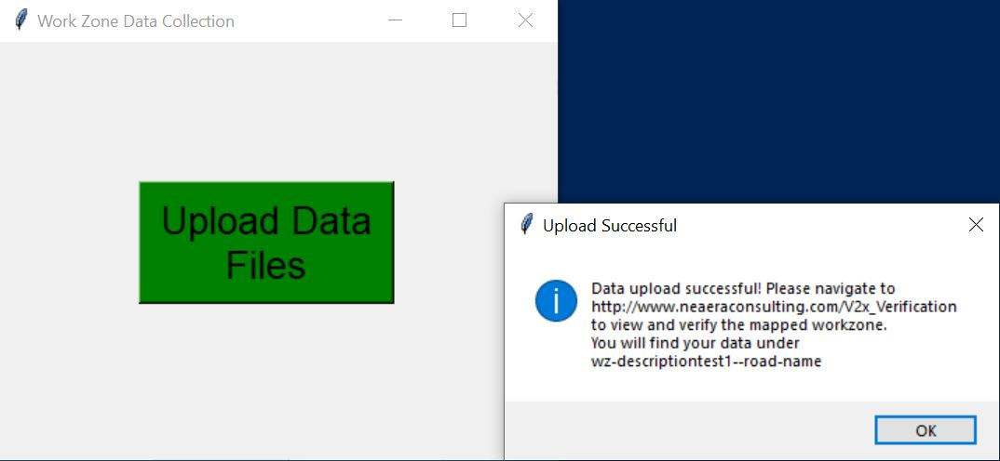 Work Zone Data Collection
Upload Data
Files
Upload Successful
Data upload successful! Please navigate to
http://www.neaeraconsulting.com/V2x_Verification
to view and verify the mapped workzone.
You will find your data under
wz-descriptiontest1--road-name
OK